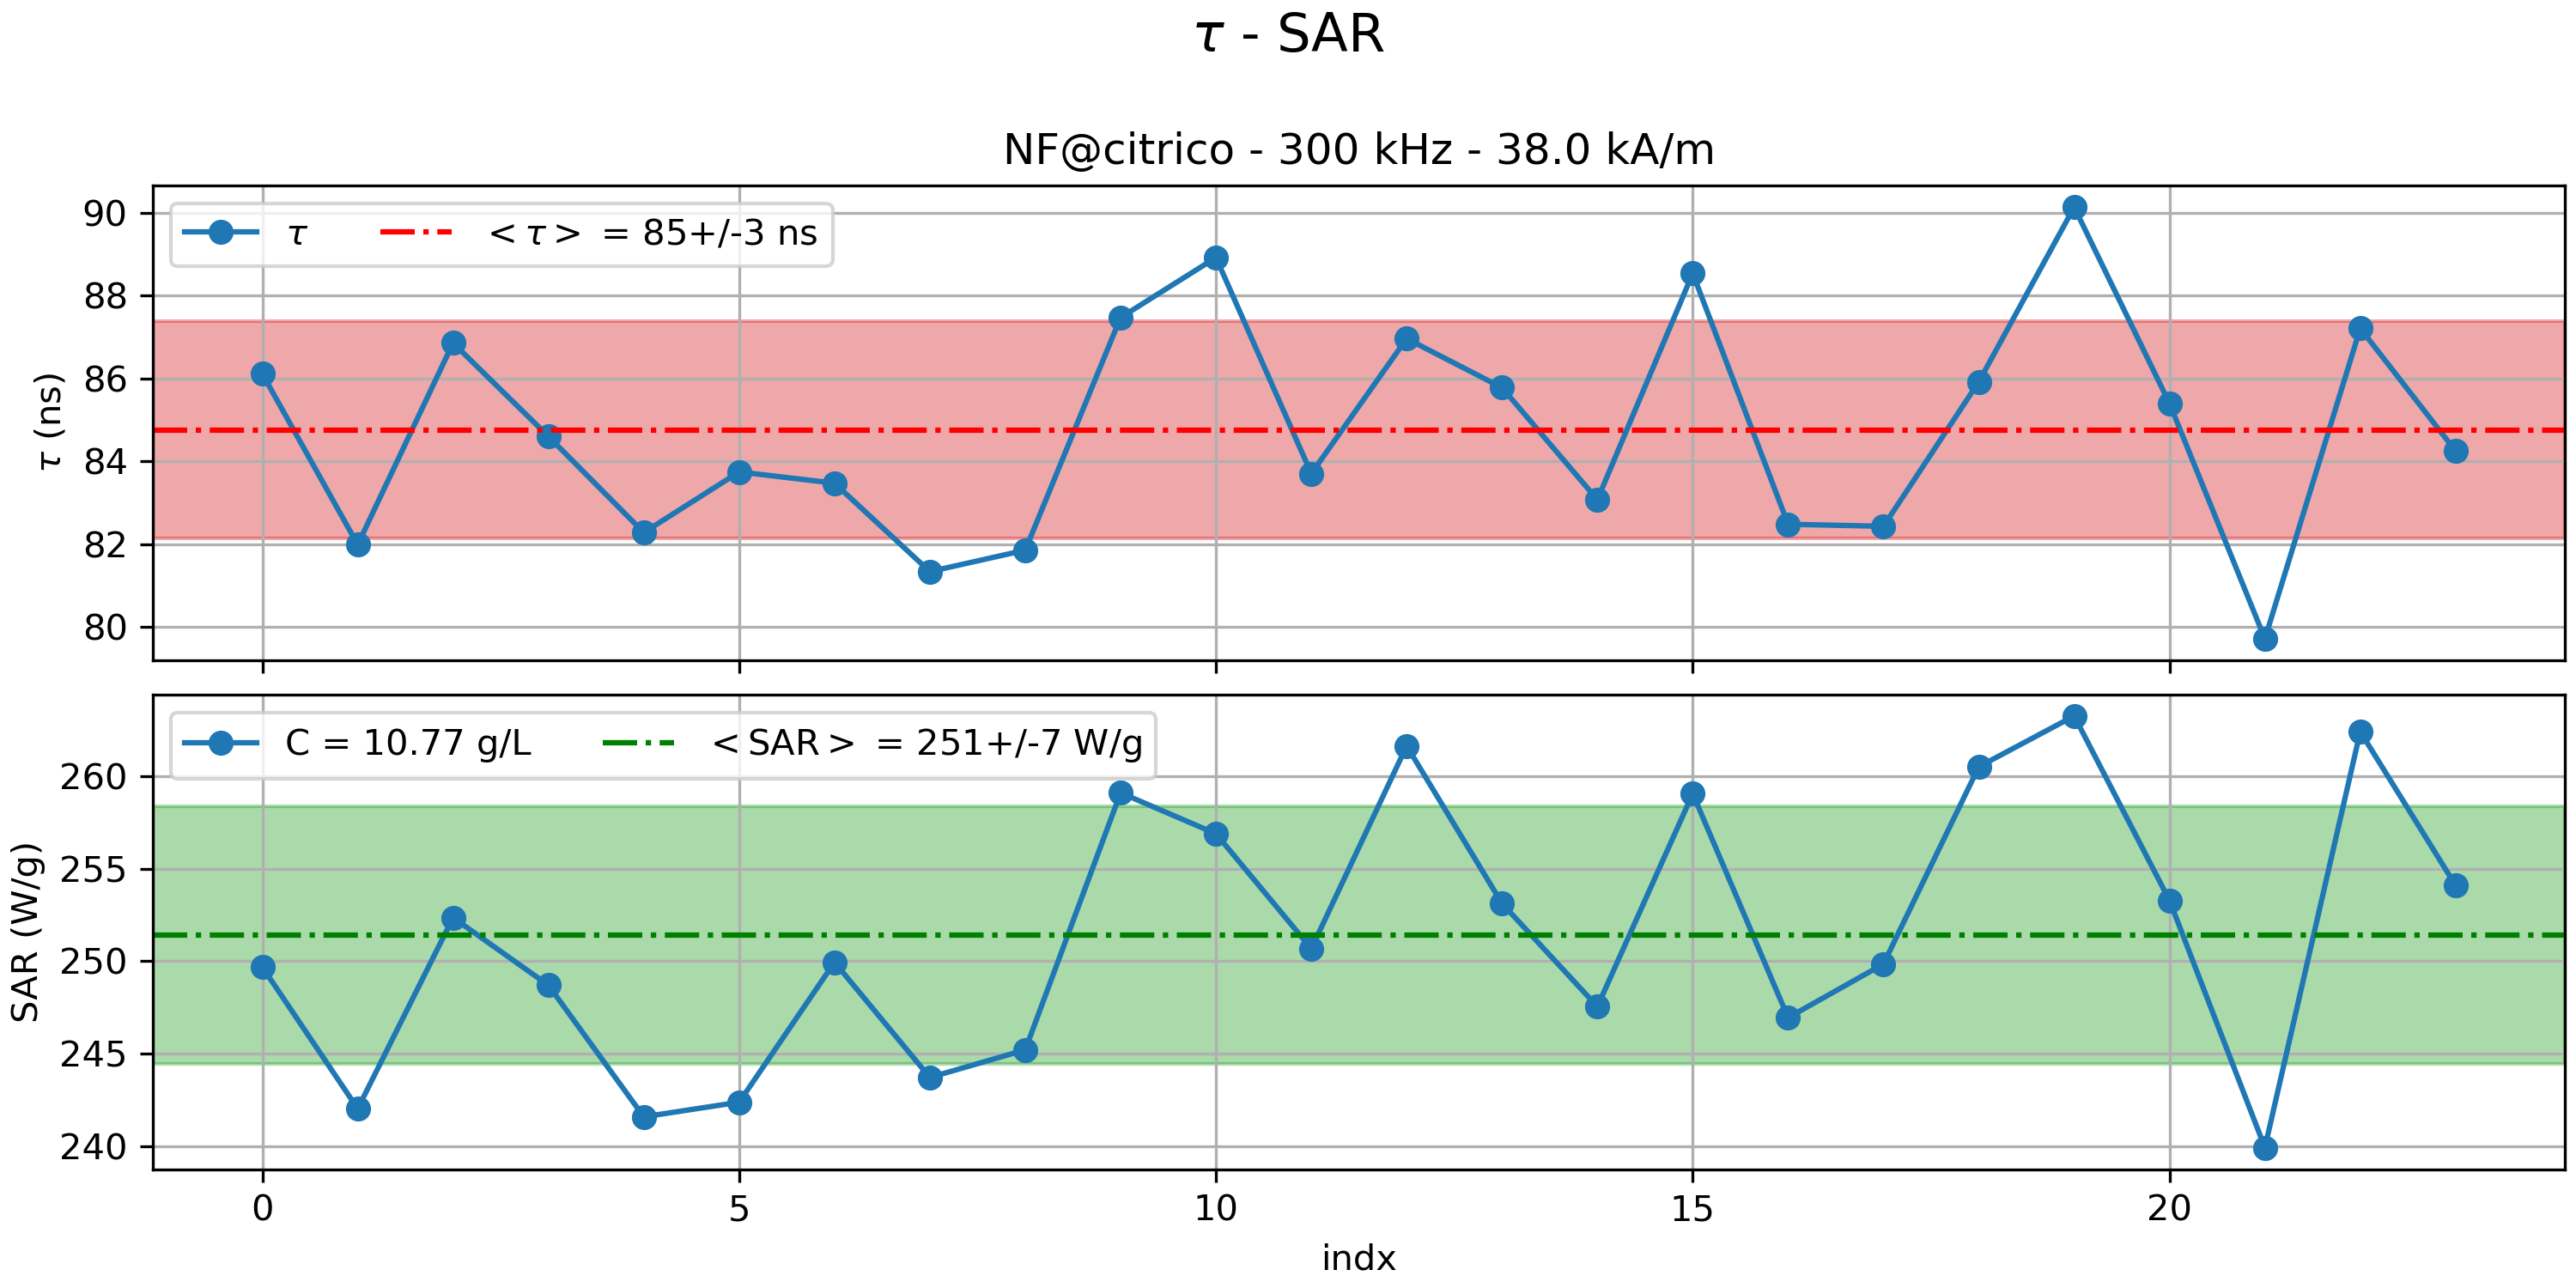 τ - SAR
NF@citrico - 300 kHz - 38.0 kA/m
90
88
86
84
82
80
τ (ns)
τ
<τ> = 85+/-3 ns
260
255
250
245
240
SAR (W/g)
C = 10.77 g/L
<SAR> = 251+/-7 W/g
0 5 10 15 20
indx